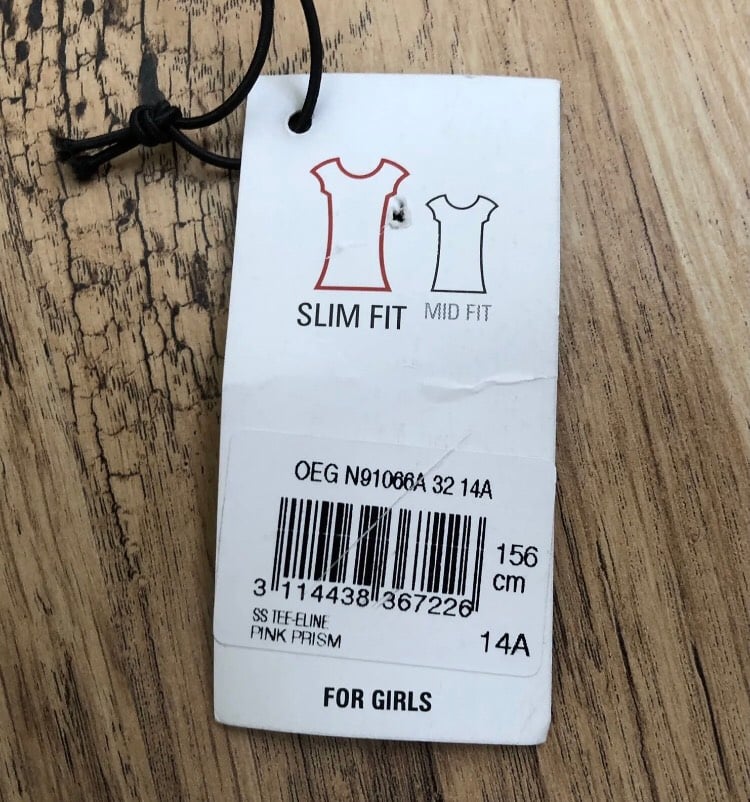 SLIM FIT MID FIT
OEG N91066A 32 14A
156
cm
3 114438 367226
SS TEE-ELINE
PINK PRISM
14A
FOR GIRLS